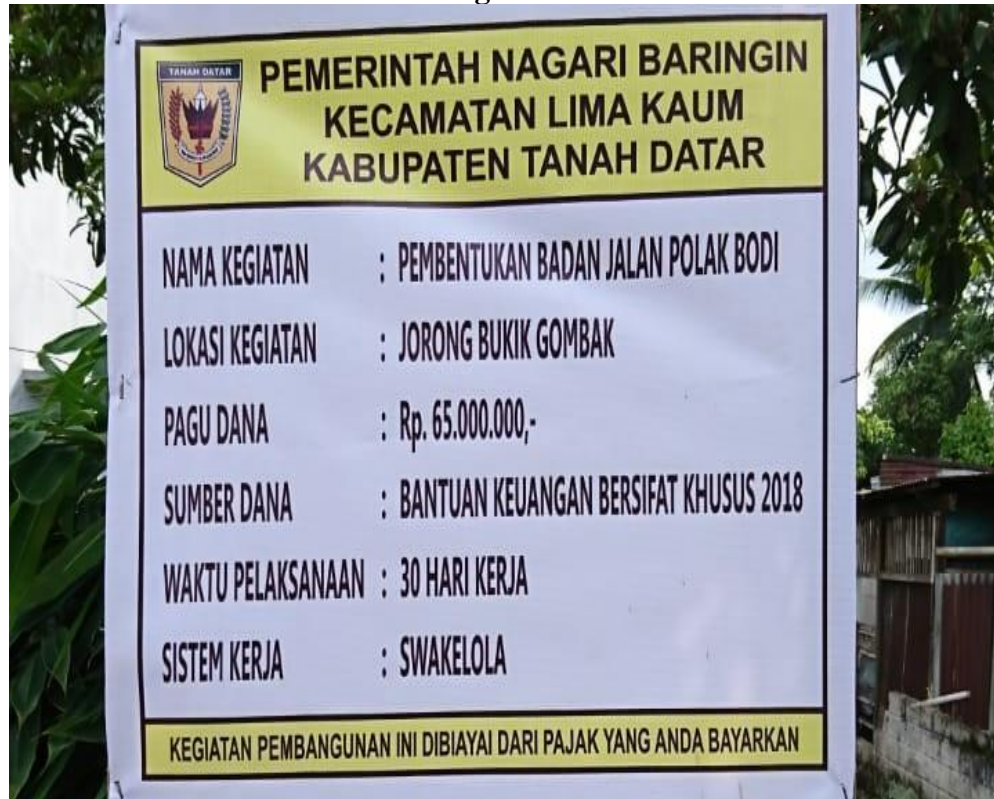 TANAH DATAR
PEMERINTAH NAGARI BARINGIN
KECAMATAN LIMA KAUM
KABUPATEN TANAH DATAR
NAMA KEGIATAN : PEMBENTUKAN BADAN JALAN POLAK BODI
LOKASI KEGIATAN : JORONG BUKIK GOMBAK
PAGU DANA : Rp. 65.000.000,-
SUMBER DANA : BANTUAN KEUANGAN BERSIFAT KHUSUS 2018
WAKTU PELAKSANAAN : 30 HARI KERJA
SISTEM KERJA : SWAKELOLA
KEGIATAN PEMBANGUNAN INI DIBIAYAI DARI PAJAK YANG ANDA BAYARKAN